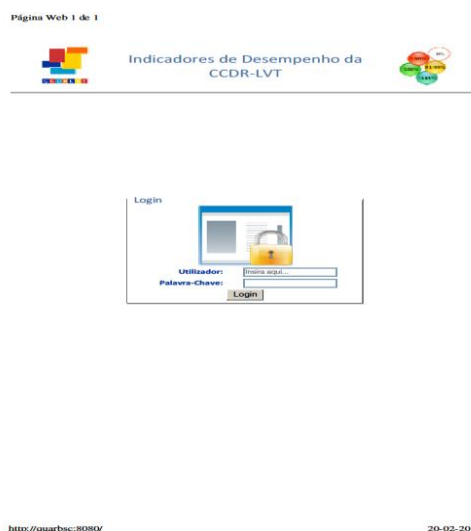 Página Web 1 de 1
Indicadores de Desempenho da
CCDR-LVT
Login
Utilizador:
Insira aqui...
Palavra-Chave:
Login
http://quarbsc:8080/
20-02-20